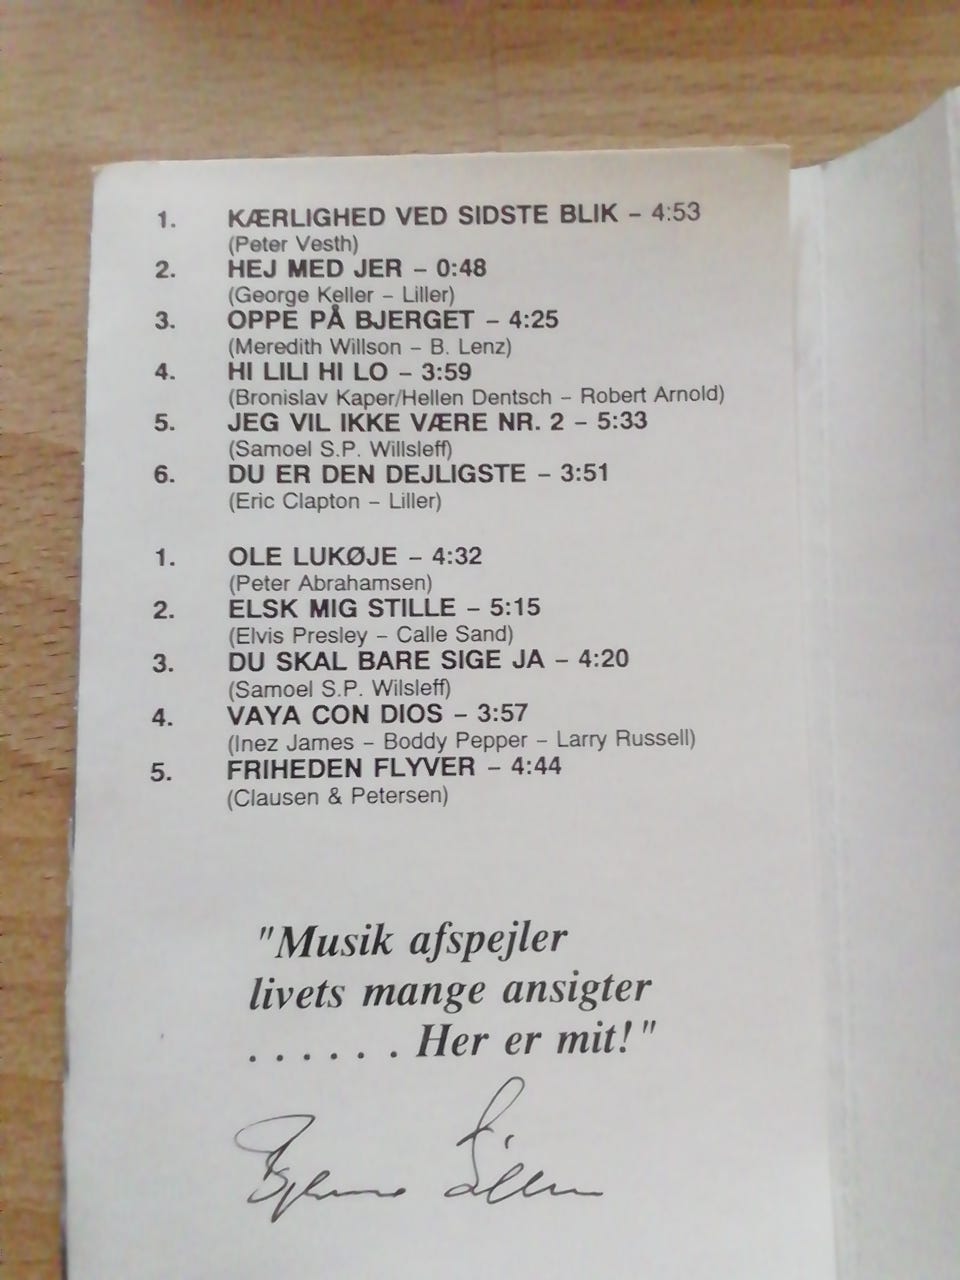 1. KÆRLIGHED VED SIDSTE BLIK – 4:53
(Peter Vesth)
2. HEJ MED JER – 0:48
(George Keller – Liller)
3. OPPE PÅ BJERGET – 4:25
(Meredith Willson – B. Lenz)
4. HI LILI HI LO – 3:59
(Bronislav Kaper/Hellen Dentsch – Robert Arnold)
5. JEG VIL IKKE VÆRE NR. 2 – 5:33
(Samoel S.P. Willsleff)
6. DU ER DEN DEJLIGSTE – 3:51
(Eric Clapton – Liller)
1. OLE LUKØJE – 4:32
(Peter Abrahamsen)
2. ELSK MIG STILLE – 5:15
(Elvis Presley – Calle Sand)
3. DU SKAL BARE SIGE JA – 4:20
(Samoel S.P. Wilsleff)
4. VAYA CON DIOS – 3:57
(Inez James – Boddy Pepper – Larry Russell)
5. FRIHEDEN FLYVER – 4:44
(Clausen & Petersen)
"Musik afspejler
livets mange ansigter
. . . . . . Her er mit!"